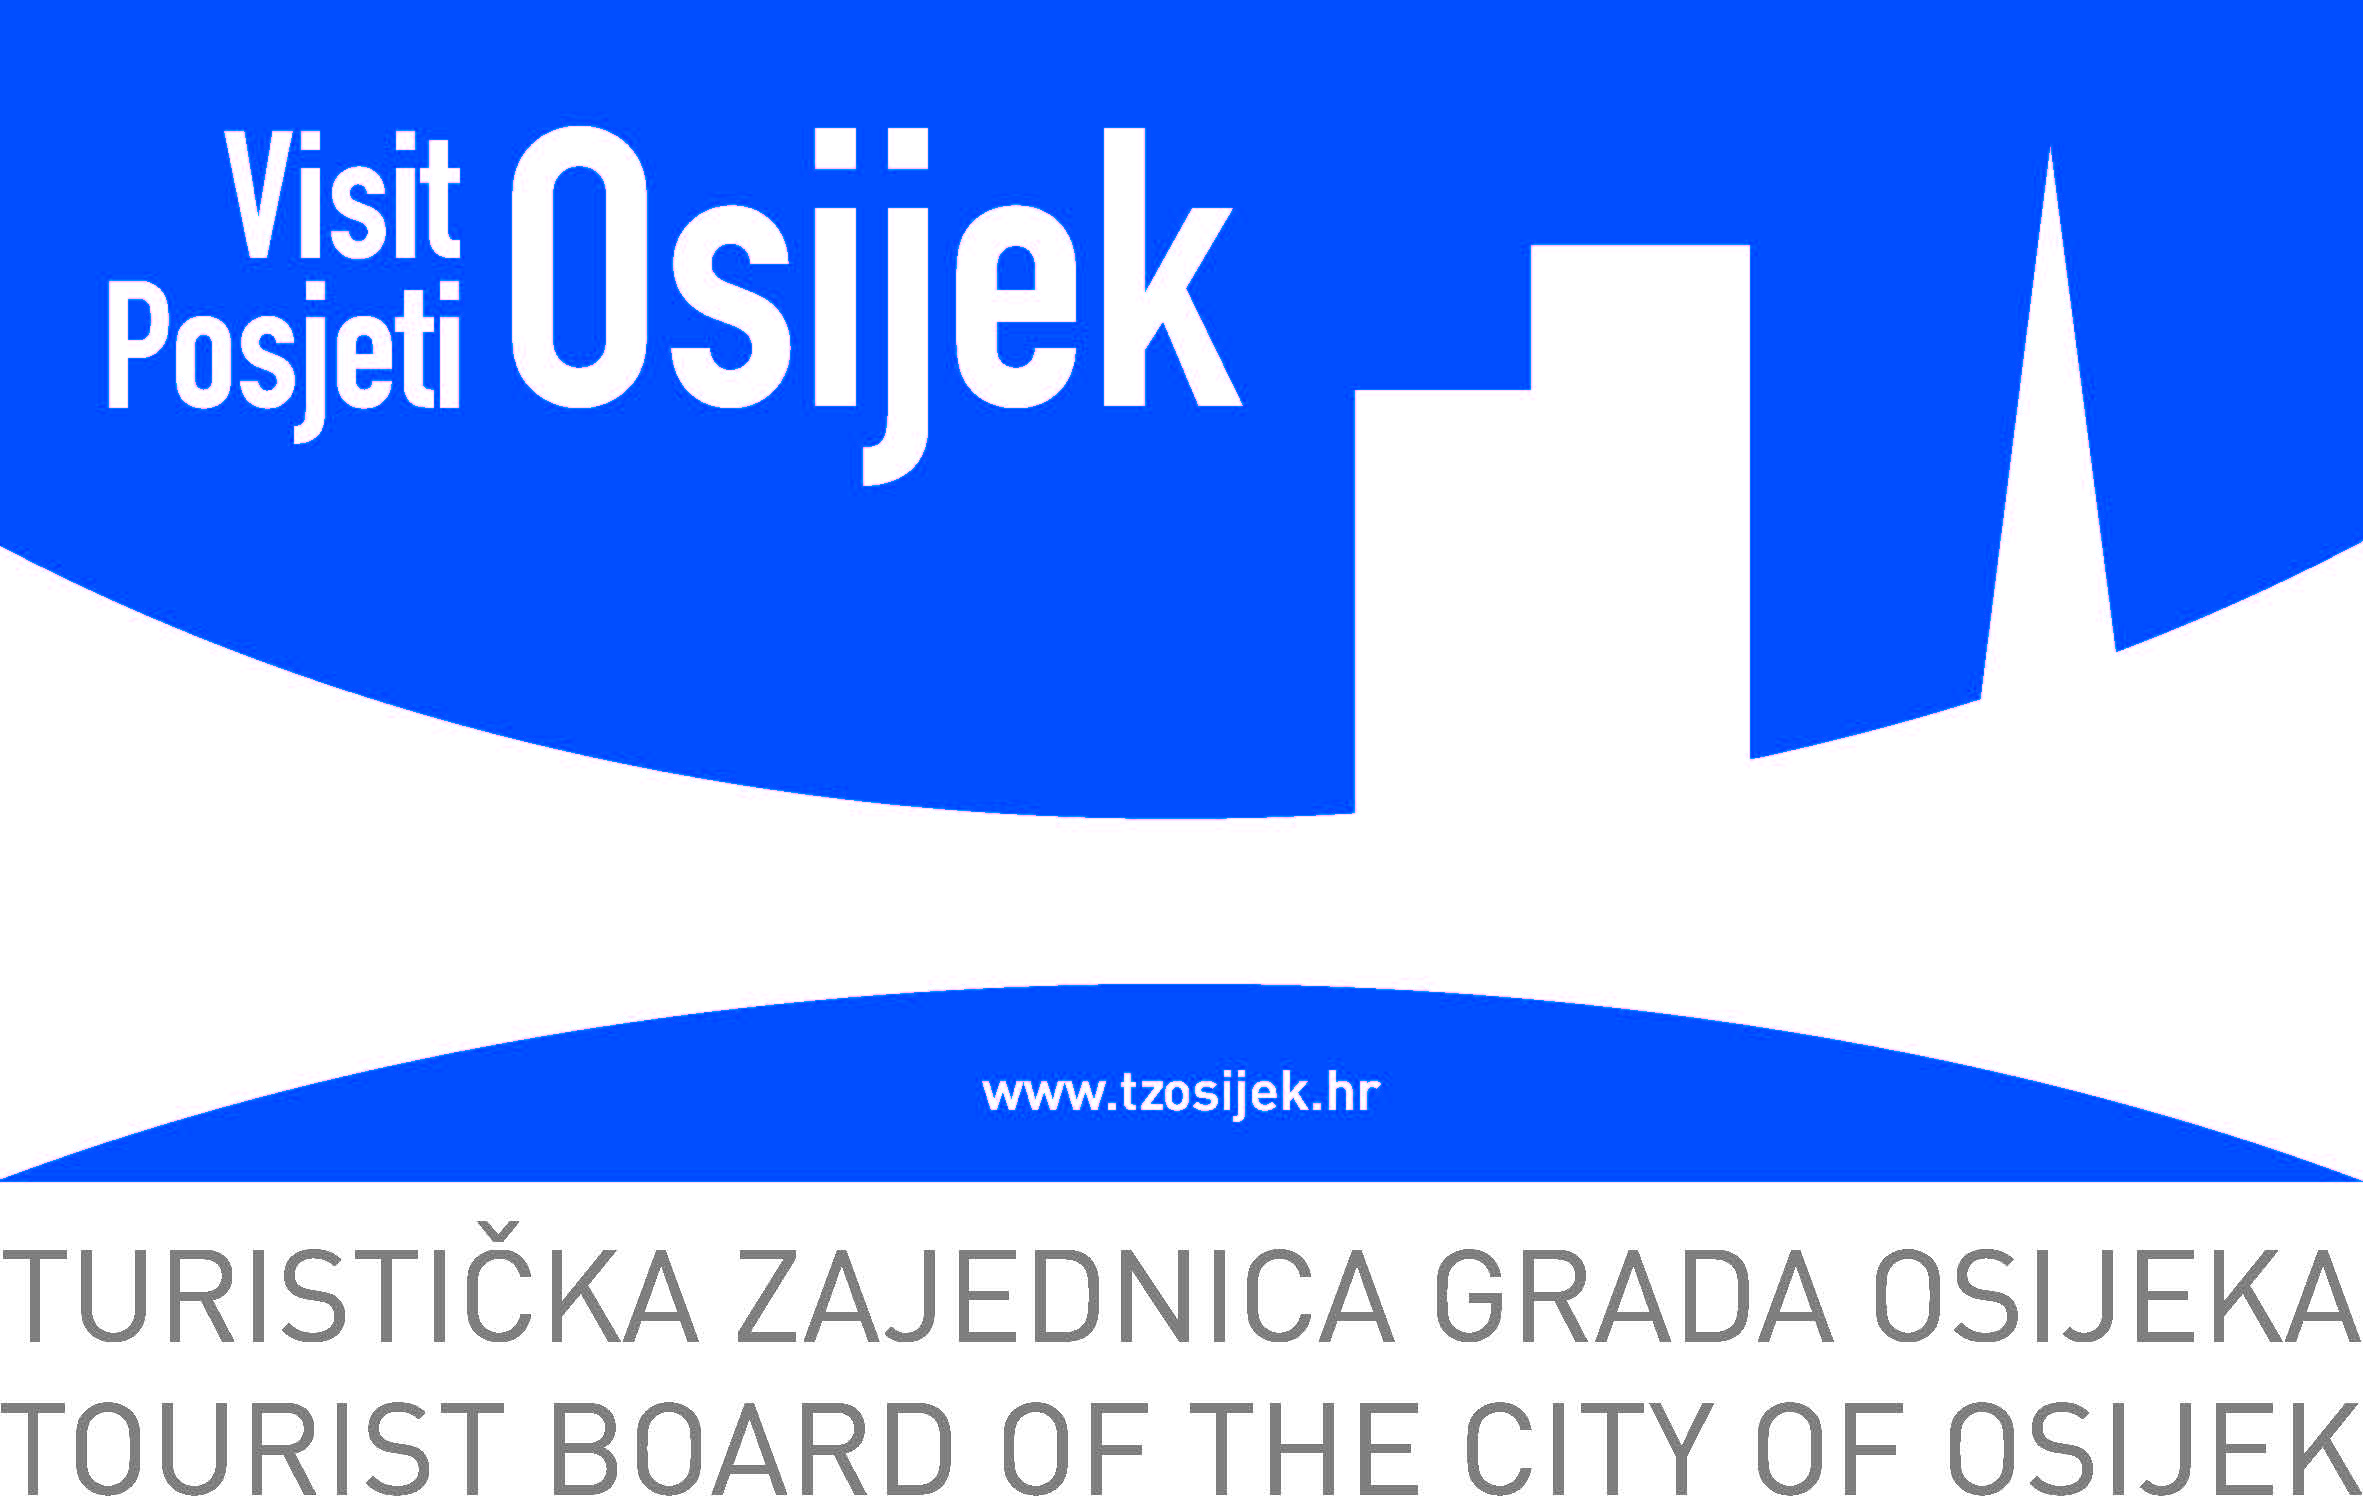 Visit
Posjeti
Osijek
www.tzosijek.hr
TURISTIČKA ZAJEDNICA GRADA OSIJEKA
TOURIST BOARD OF THE CITY OF OSIJEK